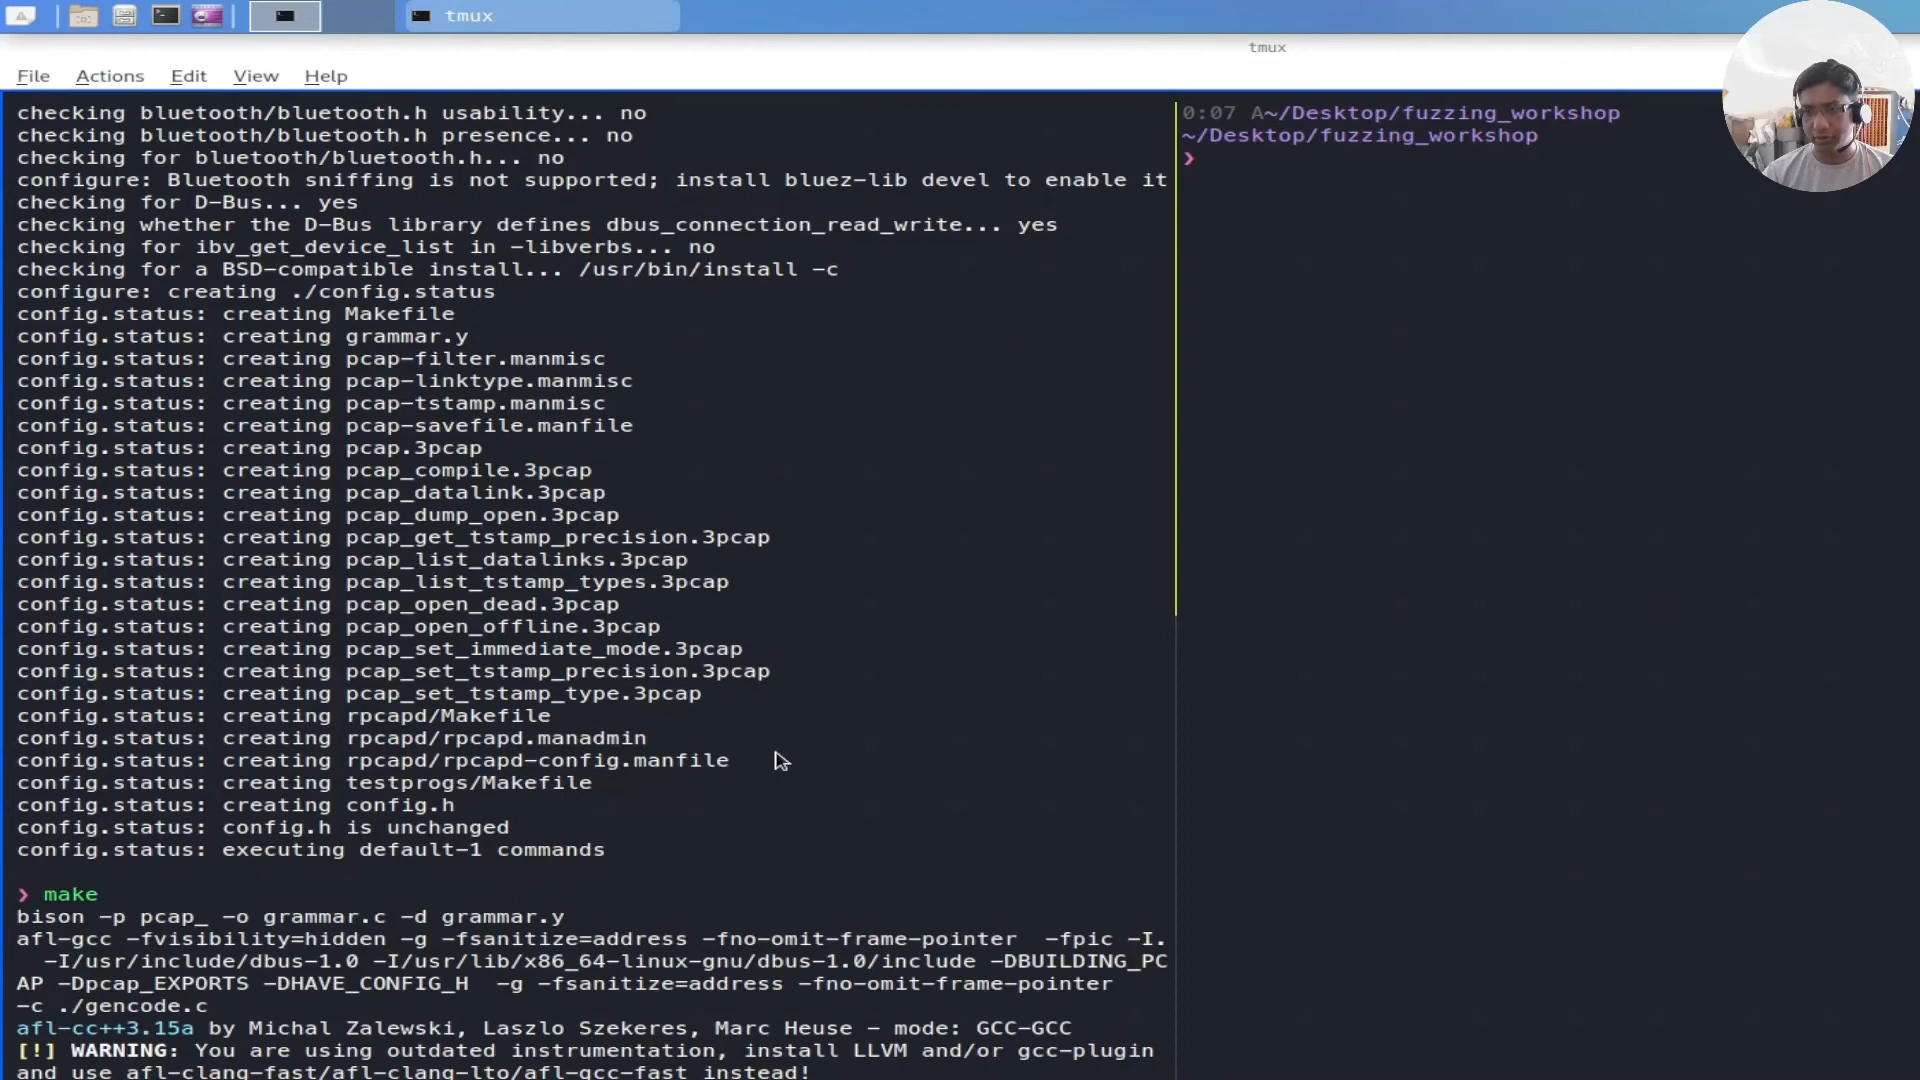 tmux
tmux
File Actions Edit View Help
checking bluetooth/bluetooth.h usability... no
checking bluetooth/bluetooth.h presence... no
checking for bluetooth/bluetooth.h... no
configure: Bluetooth sniffing is not supported; install bluez-lib devel to enable it
checking for D-Bus... yes
checking whether the D-Bus library defines dbus_connection_read_write... yes
checking for ibv_get_device_list in -libverbs... no
checking for a BSD-compatible install... /usr/bin/install -c
configure: creating ./config.status
config.status: creating Makefile
config.status: creating grammar.y
config.status: creating pcap-filter.manmisc
config.status: creating pcap-linktype.manmisc
config.status: creating pcap-tstamp.manmisc
config.status: creating pcap-savefile.manfile
config.status: creating pcap.3pcap
config.status: creating pcap_compile.3pcap
config.status: creating pcap_datalink.3pcap
config.status: creating pcap_dump_open.3pcap
config.status: creating pcap_get_tstamp_precision.3pcap
config.status: creating pcap_list_datalinks.3pcap
config.status: creating pcap_list_tstamp_types.3pcap
config.status: creating pcap_open_dead.3pcap
config.status: creating pcap_open_offline.3pcap
config.status: creating pcap_set_immediate_mode.3pcap
config.status: creating pcap_set_tstamp_precision.3pcap
config.status: creating pcap_set_tstamp_type.3pcap
config.status: creating rpcapd/Makefile
config.status: creating rpcapd/rpcapd.manadmin
config.status: creating rpcapd/rpcapd-config.manfile
config.status: creating testprogs/Makefile
config.status: creating config.h
config.status: config.h is unchanged
config.status: executing default-1 commands
❯ make
bison -p pcap_ -o grammar.c -d grammar.y
afl-gcc -fvisibility=hidden -g -fsanitize=address -fno-omit-frame-pointer  -fpic -I.
  -I/usr/include/dbus-1.0 -I/usr/lib/x86_64-linux-gnu/dbus-1.0/include -DBUILDING_PC
AP -Dpcap_EXPORTS -DHAVE_CONFIG_H  -g -fsanitize=address -fno-omit-frame-pointer
-c ./gencode.c
afl-cc++3.15a by Michal Zalewski, Laszlo Szekeres, Marc Heuse - mode: GCC-GCC
[!] WARNING: You are using outdated instrumentation, install LLVM and/or gcc-plugin
and use afl-clang-fast/afl-clang-lto/afl-gcc-fast instead!
0:07 A~/Desktop/fuzzing_workshop
~/Desktop/fuzzing_workshop
❯